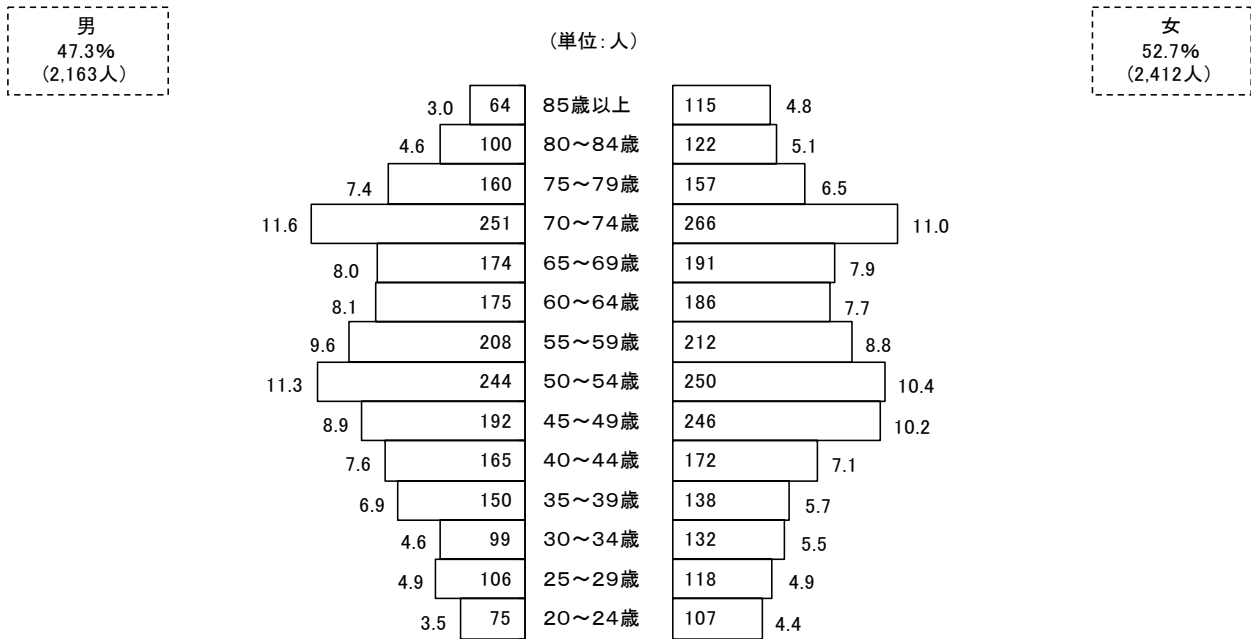 男
47.3%
(2,163人)
女
52.7%
(2,412人)
(単位:人)
3.0 64 85歳以上 115 4.8
4.6 100 80～84歳 122 5.1
7.4 160 75～79歳 157 6.5
11.6 251 70～74歳 266 11.0
8.0 174 65～69歳 191 7.9
8.1 175 60～64歳 186 7.7
9.6 208 55～59歳 212 8.8
11.3 244 50～54歳 250 10.4
8.9 192 45～49歳 246 10.2
7.6 165 40～44歳 172 7.1
6.9 150 35～39歳 138 5.7
4.6 99 30～34歳 132 5.5
4.9 106 25～29歳 118 4.9
3.5 75 20～24歳 107 4.4